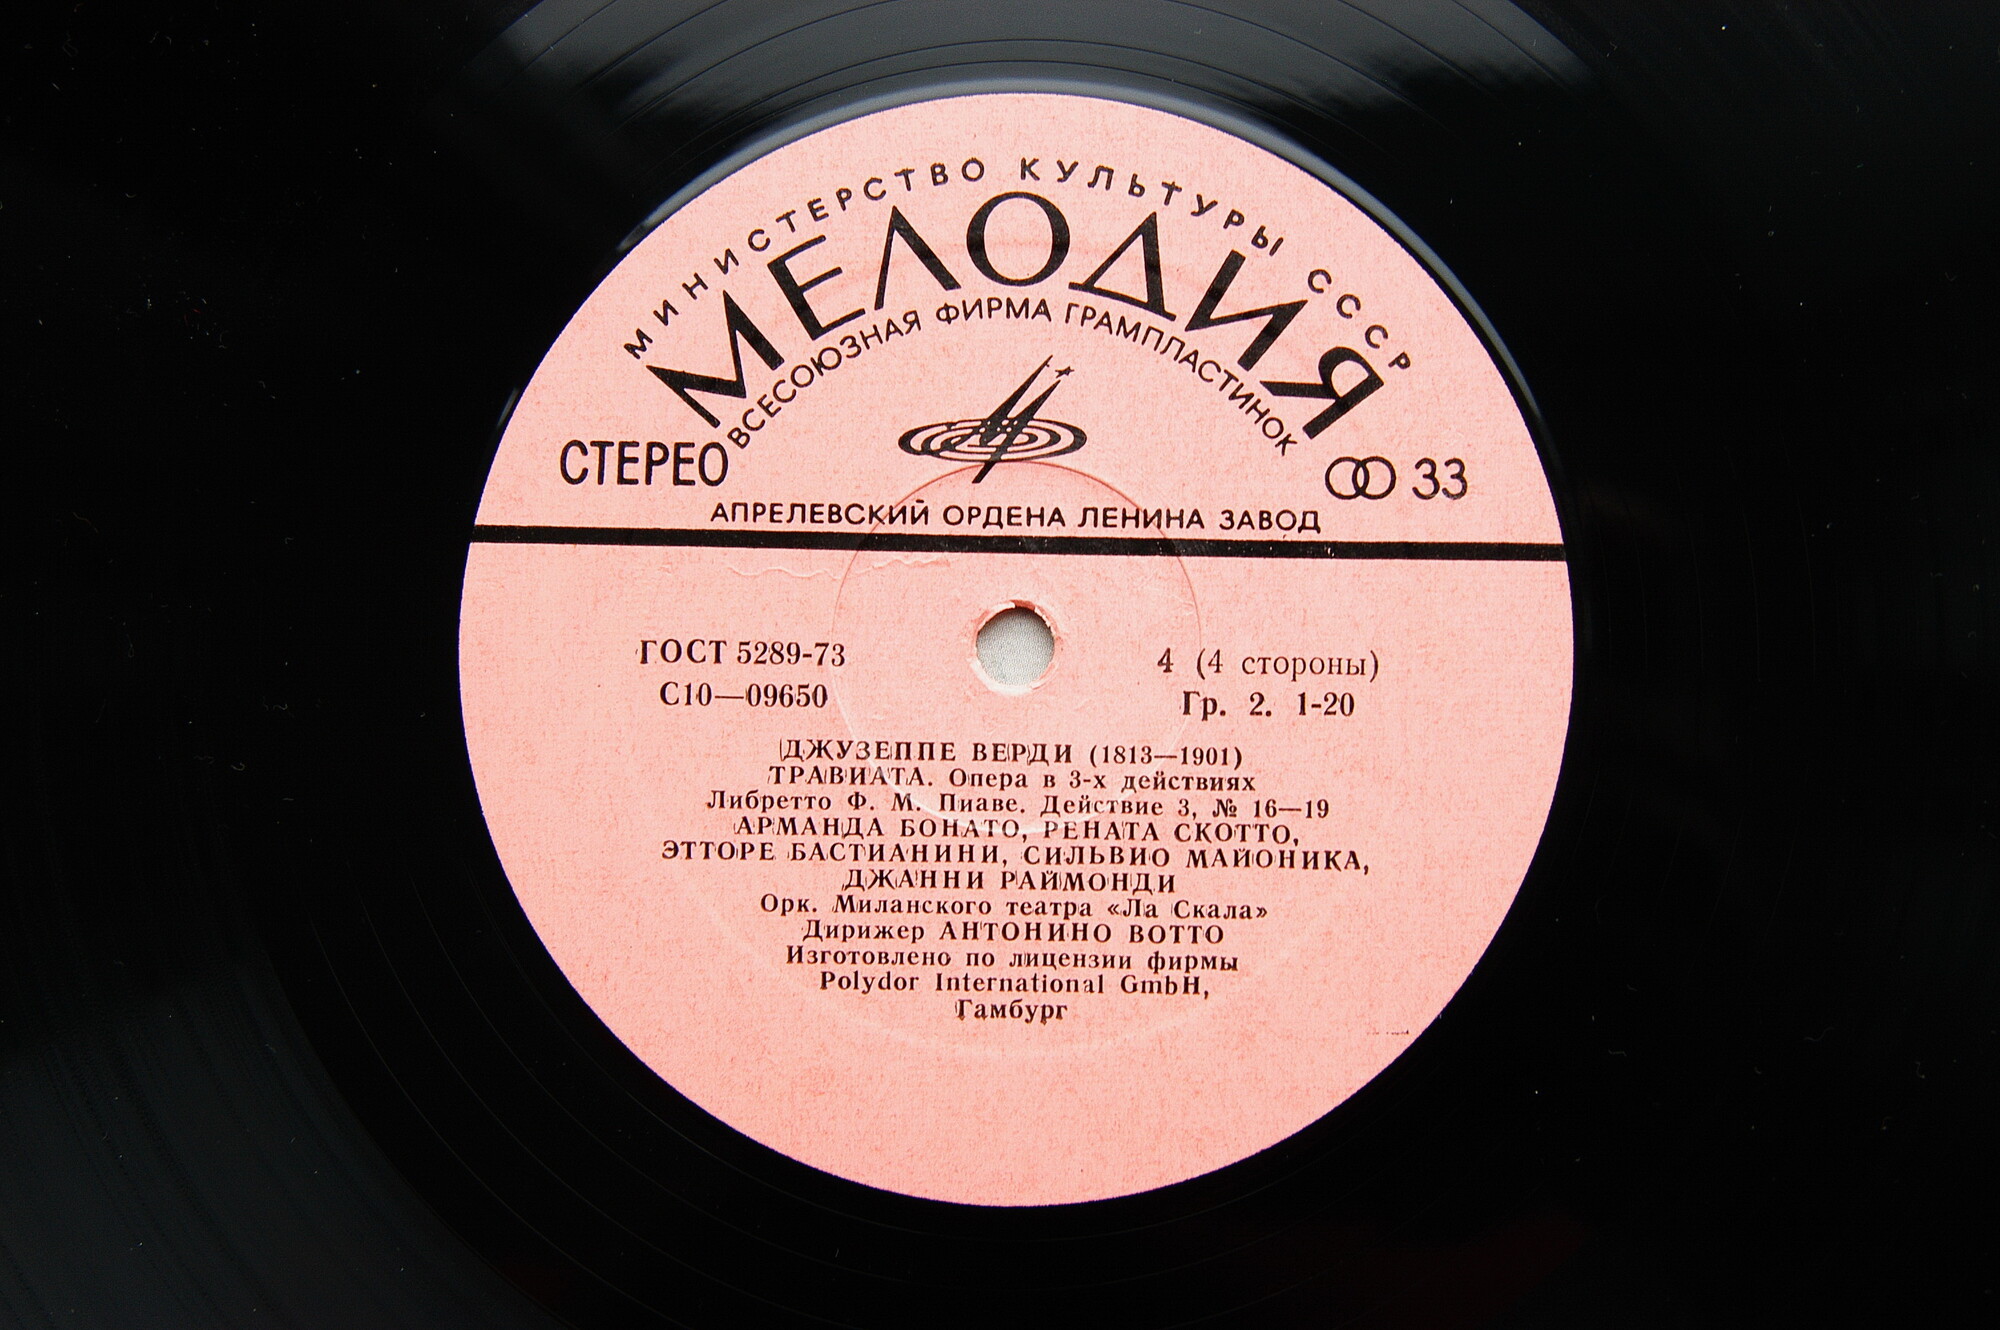 МИНИСТЕРСТВО КУЛЬТУРЫ СССР
МЕЛОДИЯ
ВСЕСОЮЗНАЯ ФИРМА ГРАМПЛАСТИНОК
СТЕРЕО
33
АПРЕЛЕВСКИЙ ОРДЕНА ЛЕНИНА ЗАВОД
ГОСТ 5289-73
4 (4 стороны)
С10—09650
Гр. 2. 1-20
ДЖУЗЕППЕ ВЕРДИ (1813—1901)
ТРАВИАТА. Опера в 3-х действиях
Либретто Ф. М. Пиаве. Действие 3, № 16—19
АРМАНДА БОНАТО, РЕНАТА СКОТТО,
ЭТТОРЕ БАСТИАНИНИ, СИЛЬВИО МАЙОНИКА,
ДЖАННИ РАЙМОНДИ
Орк. Миланского театра «Ла Скала»
Дирижер АНТОНИНО ВОТТО
Изготовлено по лицензии фирмы
Polydor International GmbH,
Гамбург